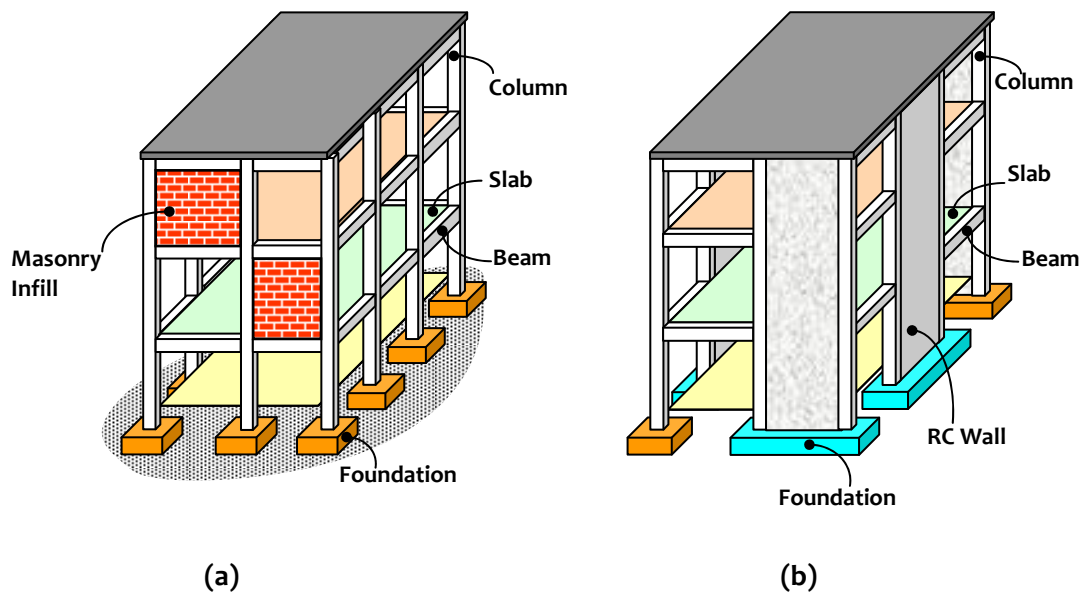 Column
Slab
Beam
Masonry
Infill
Foundation
(a)
Column
Slab
Beam
RC Wall
Foundation
(b)